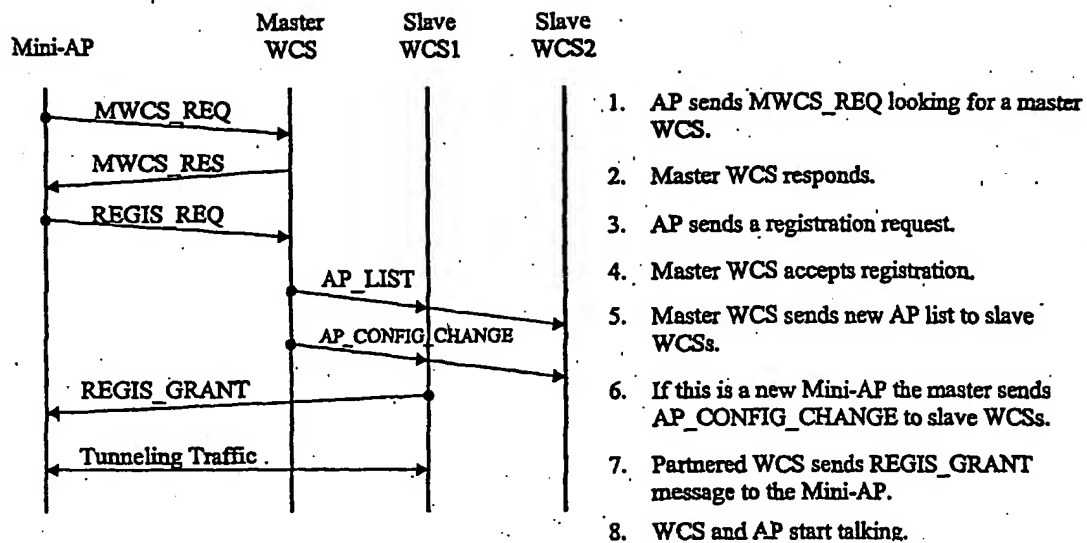 Mini-AP
Master
WCS
Slave
WCS1
Slave
WCS2
MWCS_REQ
MWCS_RES
REGIS_REQ
AP_LIST
AP_CONFIG_CHANGE
REGIS_GRANT
Tunneling Traffic
1. AP sends MWCS_REQ looking for a master
WCS.
2. Master WCS responds.
3. AP sends a registration request.
4. Master WCS accepts registration.
5. Master WCS sends new AP list to slave
WCSs.
6. If this is a new Mini-AP the master sends
AP_CONFIG_CHANGE to slave WCSs.
7. Partnered WCS sends REGIS_GRANT
message to the Mini-AP.
8. WCS and AP start talking.